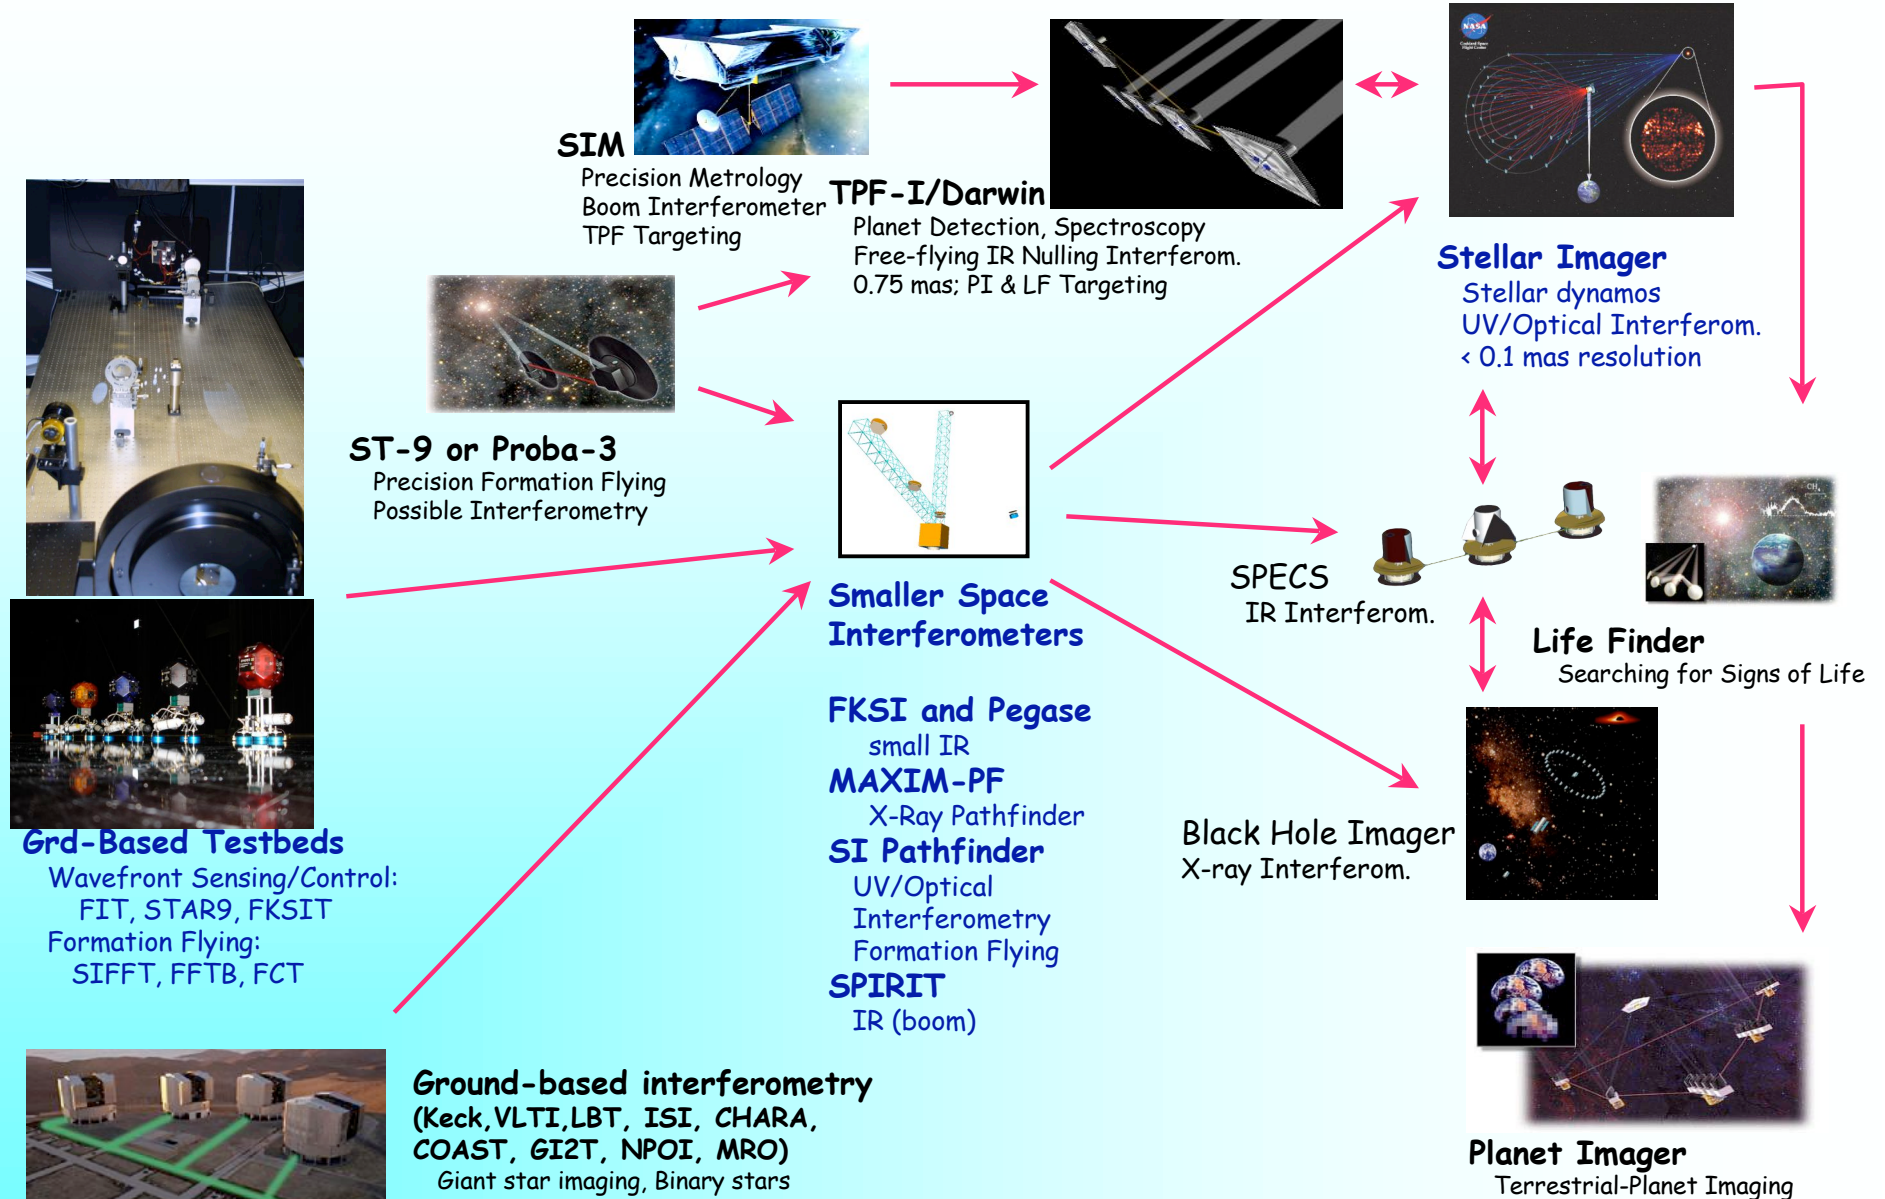 SIM
Precision Metrology
Boom Interferometer
TPF Targeting
TPF-I/Darwin
Planet Detection, Spectroscopy
Free-flying IR Nulling Interferom.
0.75 mas; PI & LF Targeting
NASA
Stellar Imager
Stellar dynamos
UV/Optical Interferom.
< 0.1 mas resolution
ST-9 or Proba-3
Precision Formation Flying
Possible Interferometry
Smaller Space
Interferometers
FKSI and Pegase
small IR
MAXIM-PF
X-Ray Pathfinder
SI Pathfinder
UV/Optical
Interferometry
Formation Flying
SPIRIT
IR (boom)
SPECS
IR Interferom.
CH4
Life Finder
Searching for Signs of Life
Black Hole Imager
X-ray Interferom.
Grd-Based Testbeds
Wavefront Sensing/Control:
FIT, STAR9, FKSIT
Formation Flying:
SIFFT, FFTB, FCT
Ground-based interferometry
(Keck,VLTI,LBT, ISI, CHARA,
COAST, GI2T, NPOI, MRO)
Giant star imaging, Binary stars
Planet Imager
Terrestrial-Planet Imaging